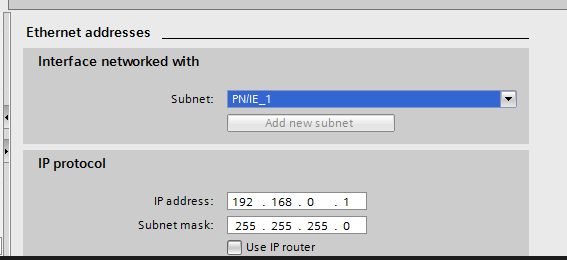 Ethernet addresses
Interface networked with
Subnet: PN/IE_1
Add new subnet
IP protocol
IP address: 192 . 168 . 0 . 1
Subnet mask: 255 . 255 . 255 . 0
Use IP router